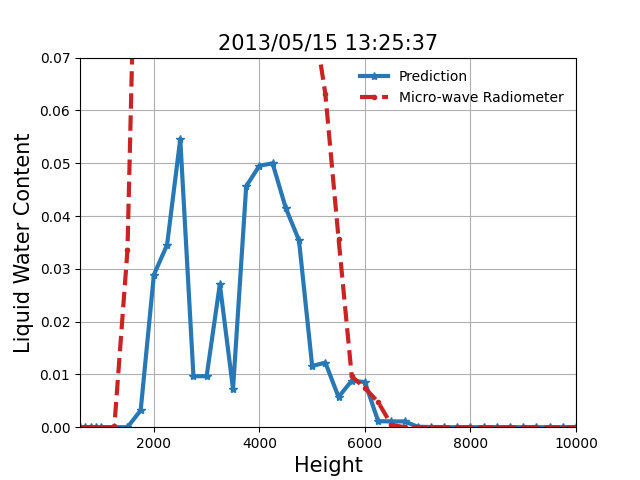 2013/05/15 13:25:37
Prediction
Micro-wave Radiometer
Liquid Water Content
0.07
0.06
0.05
0.04
0.03
0.02
0.01
0.00
2000 4000 6000 8000 10000
Height